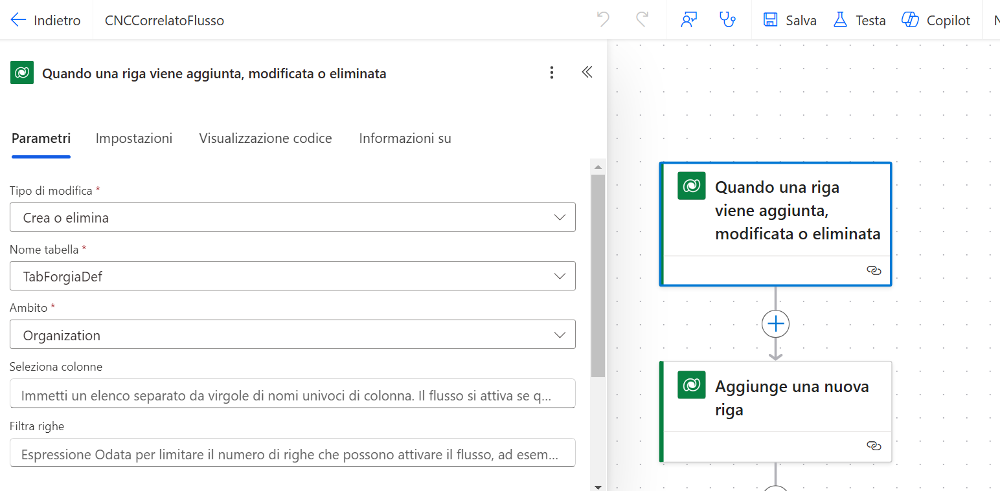 Indietro
CNCCorrelatoFlusso
Salva
Testa
Copilot
N
Quando una riga viene aggiunta, modificata o eliminata
Parametri
Impostazioni
Visualizzazione codice
Informazioni su
Tipo di modifica *
Crea o elimina
Nome tabella *
TabForgiaDef
Ambito *
Organization
Seleziona colonne
Immetti un elenco separato da virgole di nomi univoci di colonna. Il flusso si attiva se q...
Filtra righe
Espressione Odata per limitare il numero di righe che possono attivare il flusso, ad esem...
Quando una riga
viene aggiunta,
modificata o eliminata
Aggiunge una nuova
riga